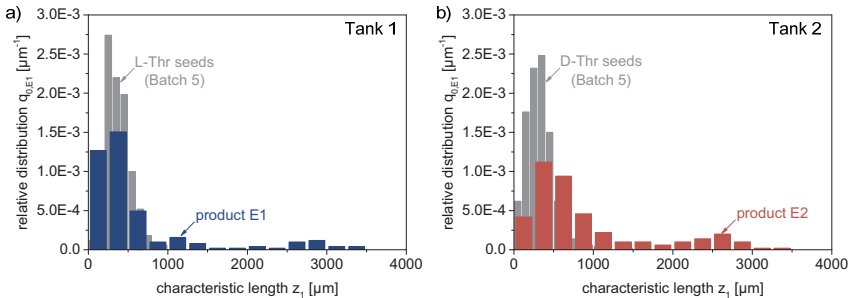 a)
Tank 1
3.0E-3
2.5E-3
2.0E-3
1.5E-3
1.0E-3
5.0E-4
0.0
relative distribution q0,E1 [µm-1]
L-Thr seeds
(Batch 5)
product E1
0 1000 2000 3000 4000
characteristic length z1 [µm]
b)
Tank 2
3.0E-3
2.5E-3
2.0E-3
1.5E-3
1.0E-3
5.0E-4
0.0
relative distribution q0,E1 [µm-1]
D-Thr seeds
(Batch 5)
product E2
0 1000 2000 3000 4000
characteristic length z1 [µm]